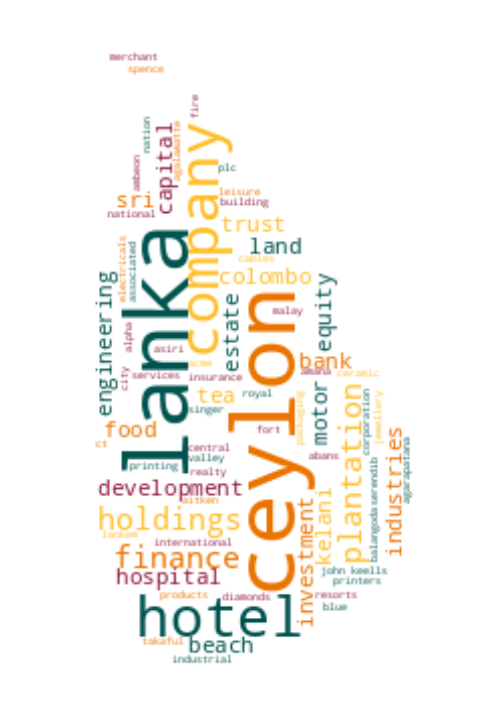 merchant
spence
fire
nation
agalawatte
capital
company
ambeon
plc
sri
leisure
building
national
trust
lanka
land
electricals
associated
cables
colombo
engineering
estate
ceylon
equity
malay
alpha
asiri
acme
bank
city
services
insurance
asiana
ceramic
tea
royal
motor
plantation
corporation
jewellery
singer
packaging
food
fort
industries
ct
central
valley
abans
printing
realty
balangoda
serendib
agarapatana
development
aitken
kelani
investment
holdings
lankem
international
finance
john keells
hospital
printers
products
diamonds
resorts
hotel
blue
takaful
beach
industrial